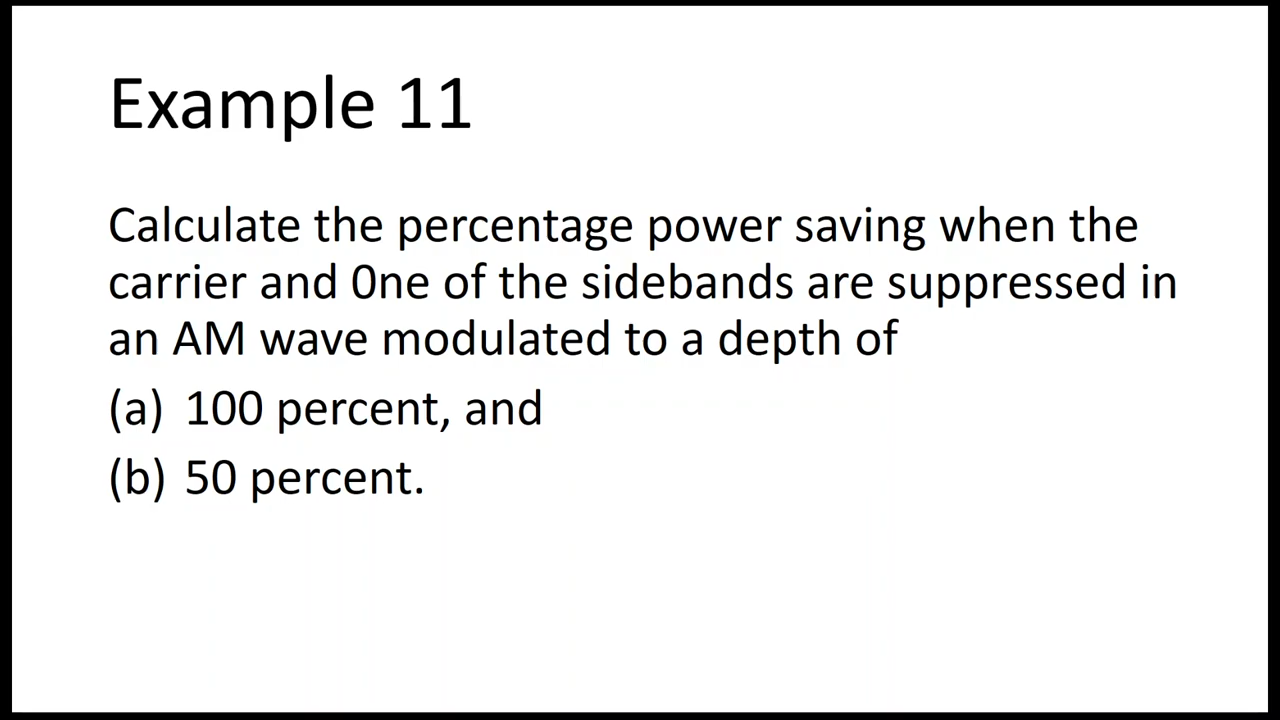 Example 11
Calculate the percentage power saving when the
carrier and 0ne of the sidebands are suppressed in
an AM wave modulated to a depth of
(a) 100 percent, and
(b) 50 percent.